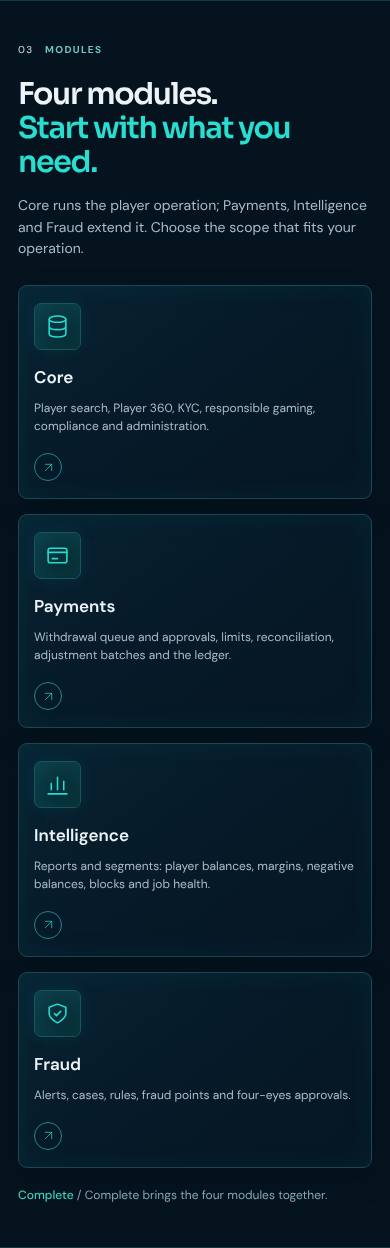 03 MODULES
Four modules.
Start with what you
need.
Core runs the player operation; Payments, Intelligence
and Fraud extend it. Choose the scope that fits your
operation.
Core
Player search, Player 360, KYC, responsible gaming,
compliance and administration.
Payments
Withdrawal queue and approvals, limits, reconciliation,
adjustment batches and the ledger.
Intelligence
Reports and segments: player balances, margins, negative
balances, blocks and job health.
Fraud
Alerts, cases, rules, fraud points and four-eyes approvals.
Complete / Complete brings the four modules together.